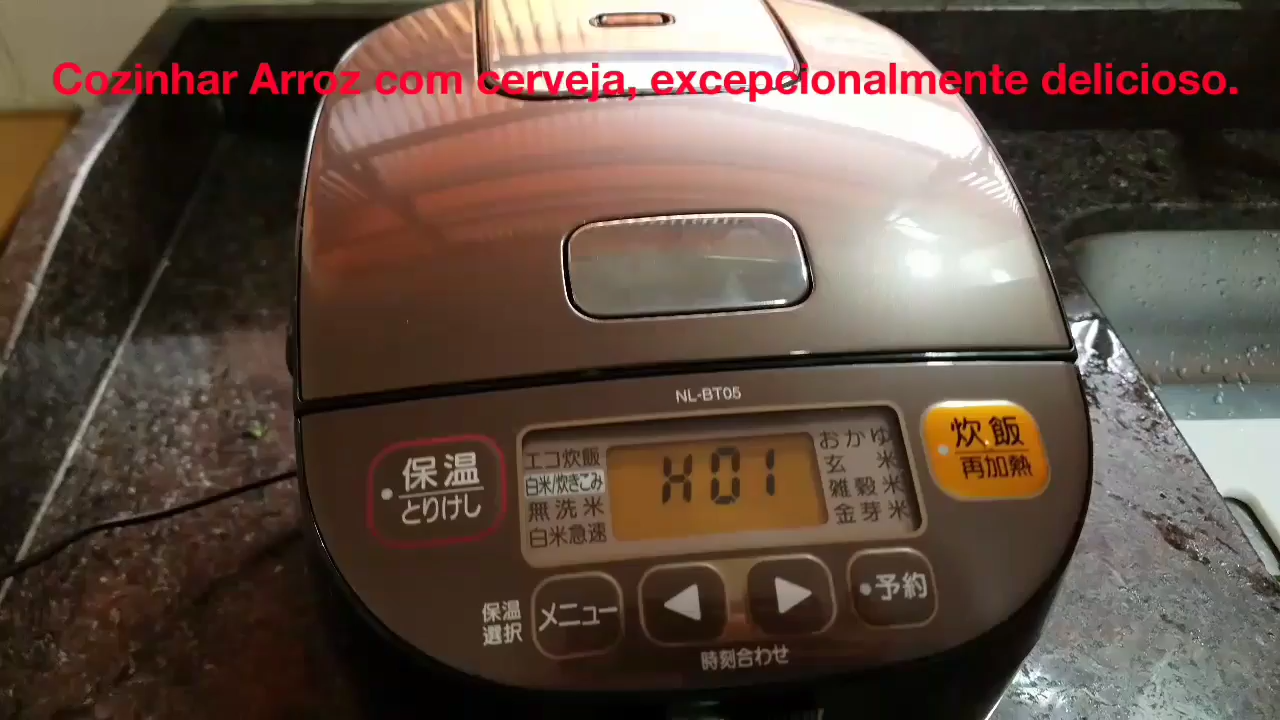 Cozinhar Arroz com cerveja, excepcionalmente delicioso.
NL-BT05
保温
とりけし
エコ炊飯
白米/炊きこみ
無洗米
白米急速
H01
おかゆ
玄米
雑穀米
金芽米
炊飯
再加熱
保温
選択
メニュー
予約
時刻合わせ